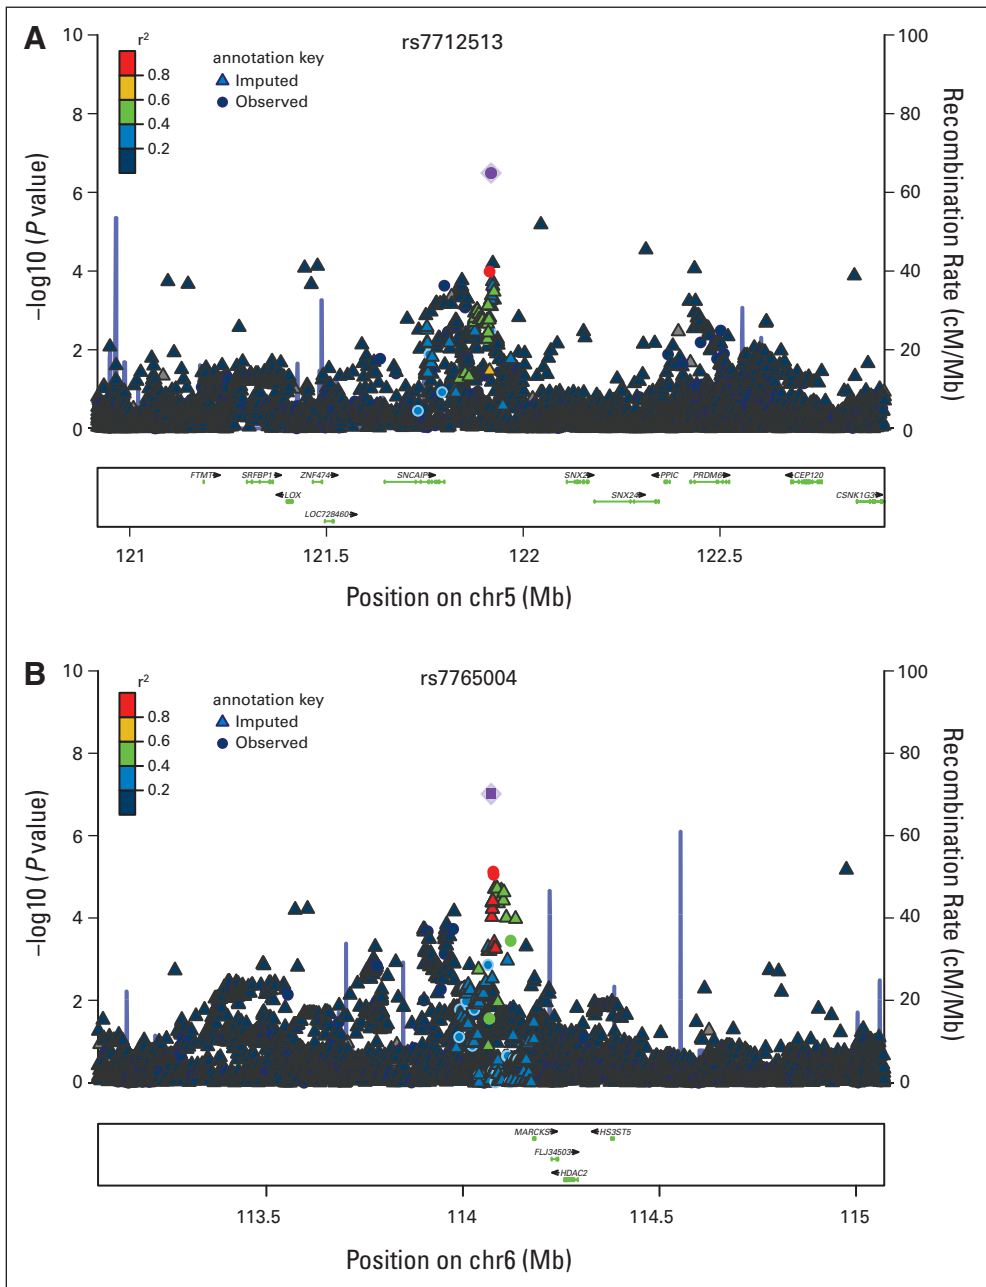 A
rs7712513
r2
0.8
0.6
0.4
0.2
annotation key
Imputed
Observed
10
8
6
4
2
0
−log10 (P value)
100
80
60
40
20
0
Recombination Rate (cM/Mb)
FTMT SRFBP1 ZNF474 SNCAIP SNX2 PPIC PRDM6 CEP120
LOX SNX24 CSNK1G3
LOC728460
121 121.5 122 122.5
Position on chr5 (Mb)
B
rs7765004
r2
0.8
0.6
0.4
0.2
annotation key
Imputed
Observed
10
8
6
4
2
0
−log10 (P value)
100
80
60
40
20
0
Recombination Rate (cM/Mb)
MARCKS HS3ST5
FLJ34503
HDAC2
113.5 114 114.5 115
Position on chr6 (Mb)